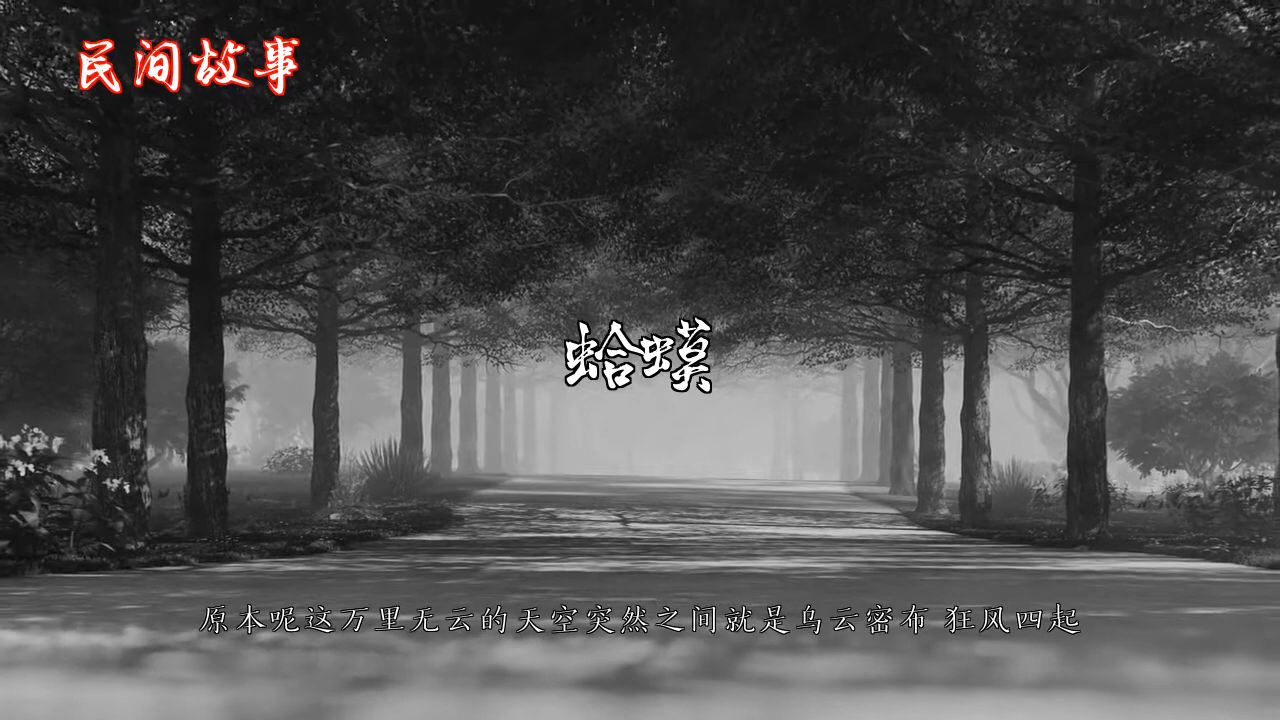 民间故事
蛤蟆
原本呢这万里无云的天空突然之间就是乌云密布 狂风四起